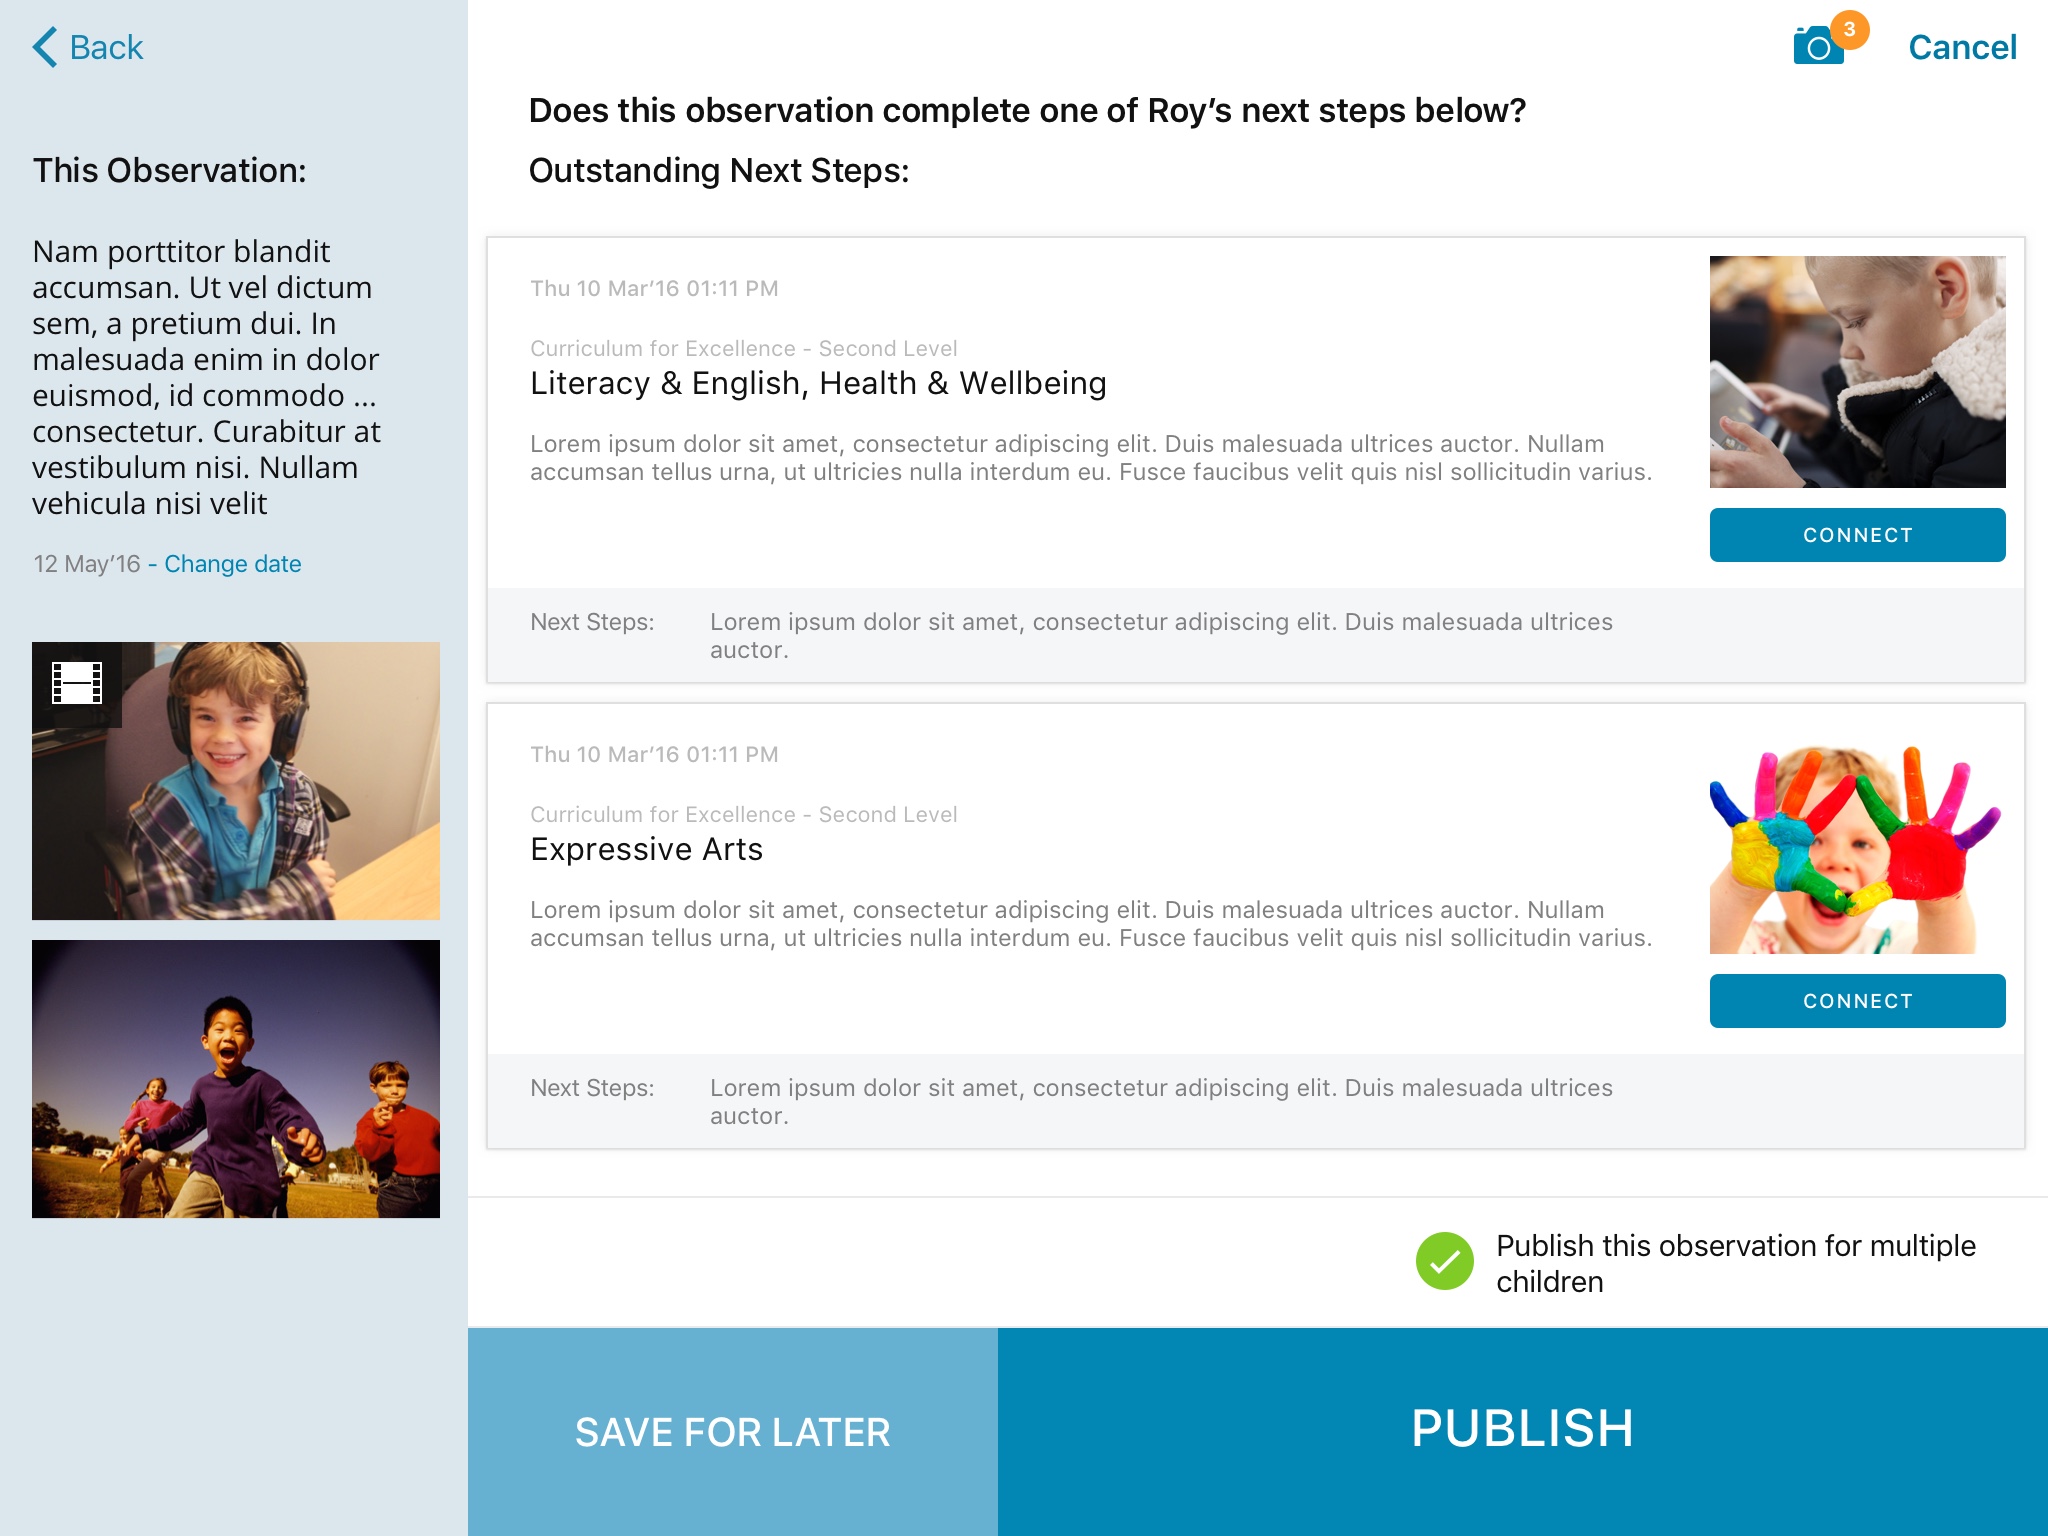 Back
3
Cancel
Does this observation complete one of Roy’s next steps below?
This Observation:
Outstanding Next Steps:
Nam porttitor blandit
accumsan. Ut vel dictum
sem, a pretium dui. In
malesuada enim in dolor
euismod, id commodo ...
consectetur. Curabitur at
vestibulum nisi. Nullam
vehicula nisi velit
12 May’16 - Change date
Thu 10 Mar’16 01:11 PM
Curriculum for Excellence - Second Level
Literacy & English, Health & Wellbeing
Lorem ipsum dolor sit amet, consectetur adipiscing elit. Duis malesuada ultrices auctor. Nullam
accumsan tellus urna, ut ultricies nulla interdum eu. Fusce faucibus velit quis nisl sollicitudin varius.
CONNECT
Next Steps: Lorem ipsum dolor sit amet, consectetur adipiscing elit. Duis malesuada ultrices
auctor.
Thu 10 Mar’16 01:11 PM
Curriculum for Excellence - Second Level
Expressive Arts
Lorem ipsum dolor sit amet, consectetur adipiscing elit. Duis malesuada ultrices auctor. Nullam
accumsan tellus urna, ut ultricies nulla interdum eu. Fusce faucibus velit quis nisl sollicitudin varius.
CONNECT
Next Steps: Lorem ipsum dolor sit amet, consectetur adipiscing elit. Duis malesuada ultrices
auctor.
Publish this observation for multiple
children
SAVE FOR LATER
PUBLISH